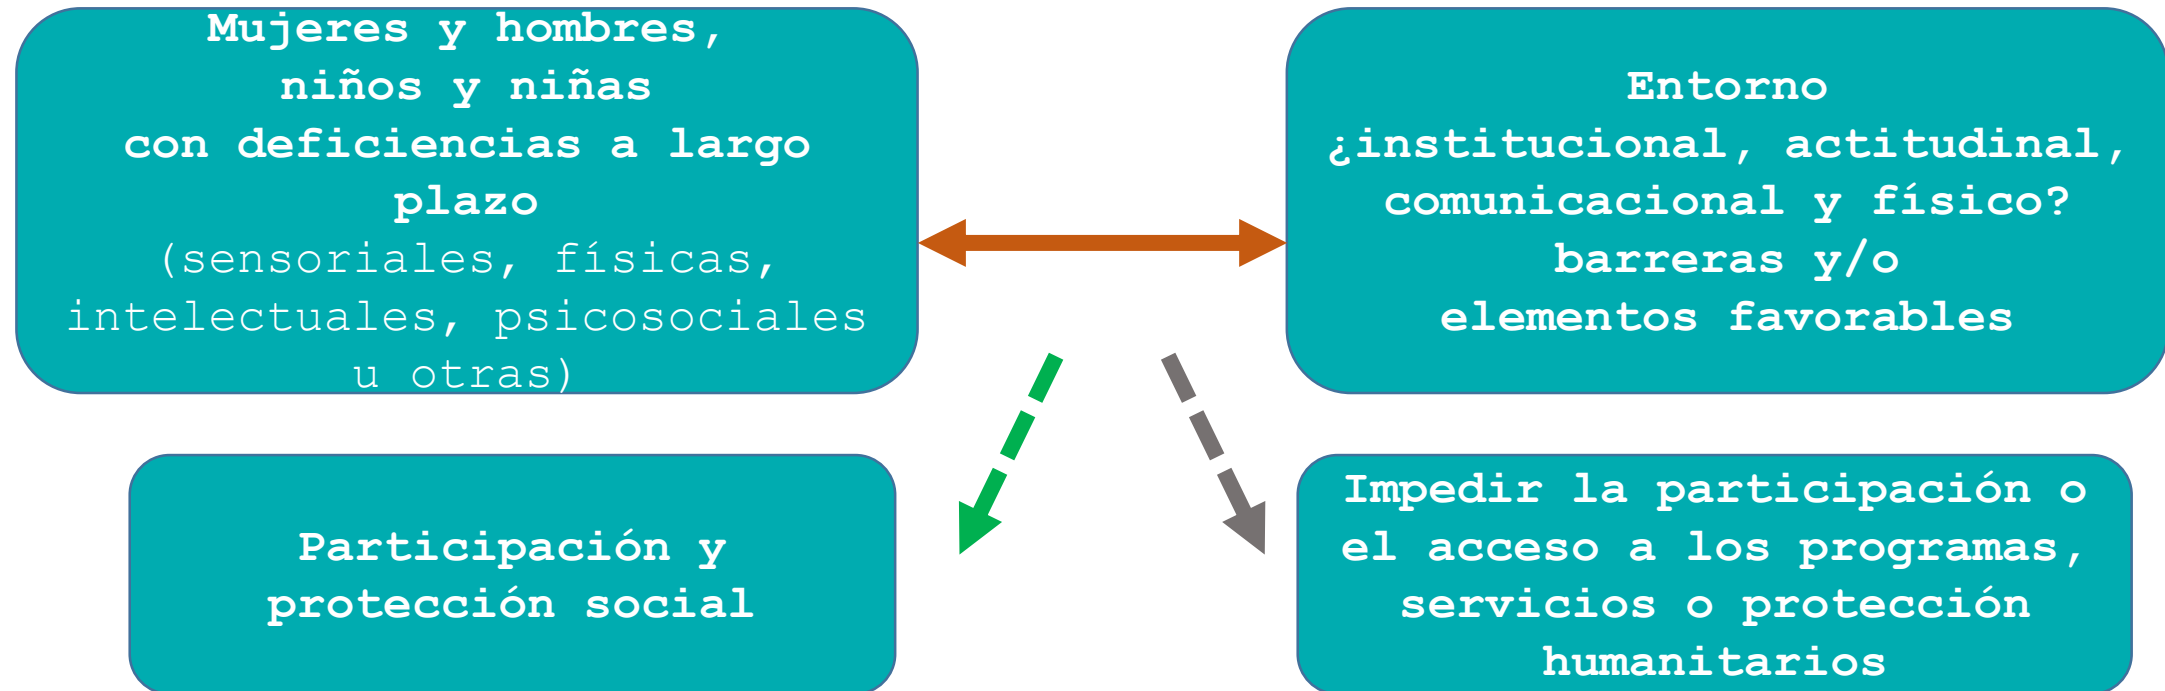 Mujeres y hombres,
niños y niñas
con deficiencias a largo
plazo
(sensoriales, físicas,
intelectuales, psicosociales
u otras)
Entorno
¿institucional, actitudinal,
comunicacional y físico?
barreras y/o
elementos favorables
Participación y
protección social
Impedir la participación o
el acceso a los programas,
servicios o protección
humanitarios